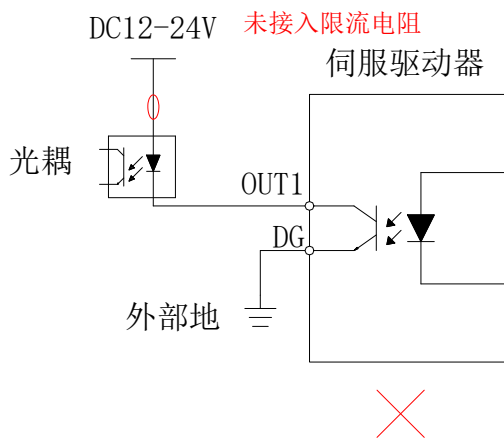 DC12-24V 未接入限流电阻
伺服驱动器
光耦
OUT1
DG
外部地